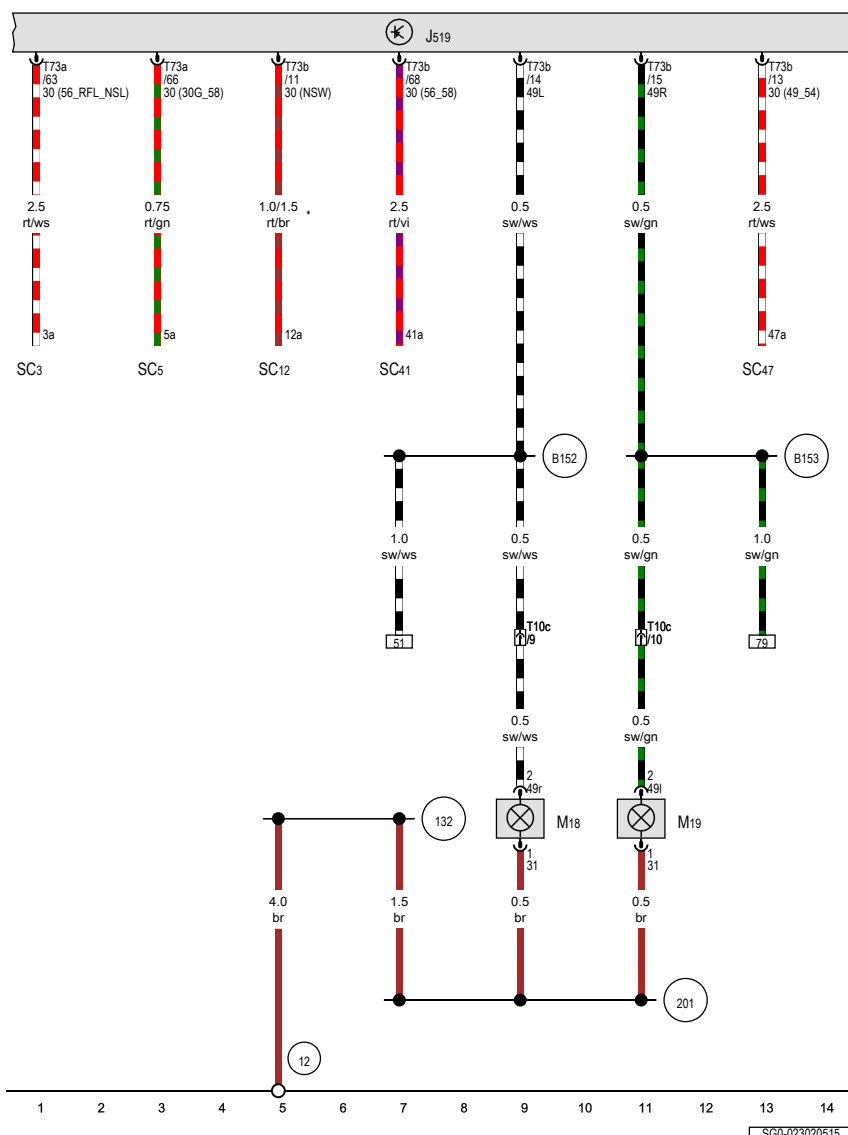 J519
T73a
/63
30 (56_RFL_NSL)
T73a
/66
30 (30G_58)
T73b
/11
30 (NSW)
T73b
/68
30 (56_58)
T73b
/14
49L
T73b
/15
49R
T73b
/13
30 (49_54)
2.5
rt/ws
0.75
rt/gn
1.0/1.5 *
rt/br
2.5
rt/vi
0.5
sw/ws
0.5
sw/gn
2.5
rt/ws
3a
5a
12a
41a
47a
SC3
SC5
SC12
SC41
SC47
B152
B153
1.0
sw/ws
0.5
sw/ws
0.5
sw/gn
1.0
sw/gn
51
T10c
/9
T10c
/10
79
0.5
sw/ws
0.5
sw/gn
2
49r
2
49l
132
M18
M19
1
31
1
31
4.0
br
1.5
br
0.5
br
0.5
br
201
12
1 2 3 4 5 6 7 8 9 10 11 12 13 14
SG0-023020515